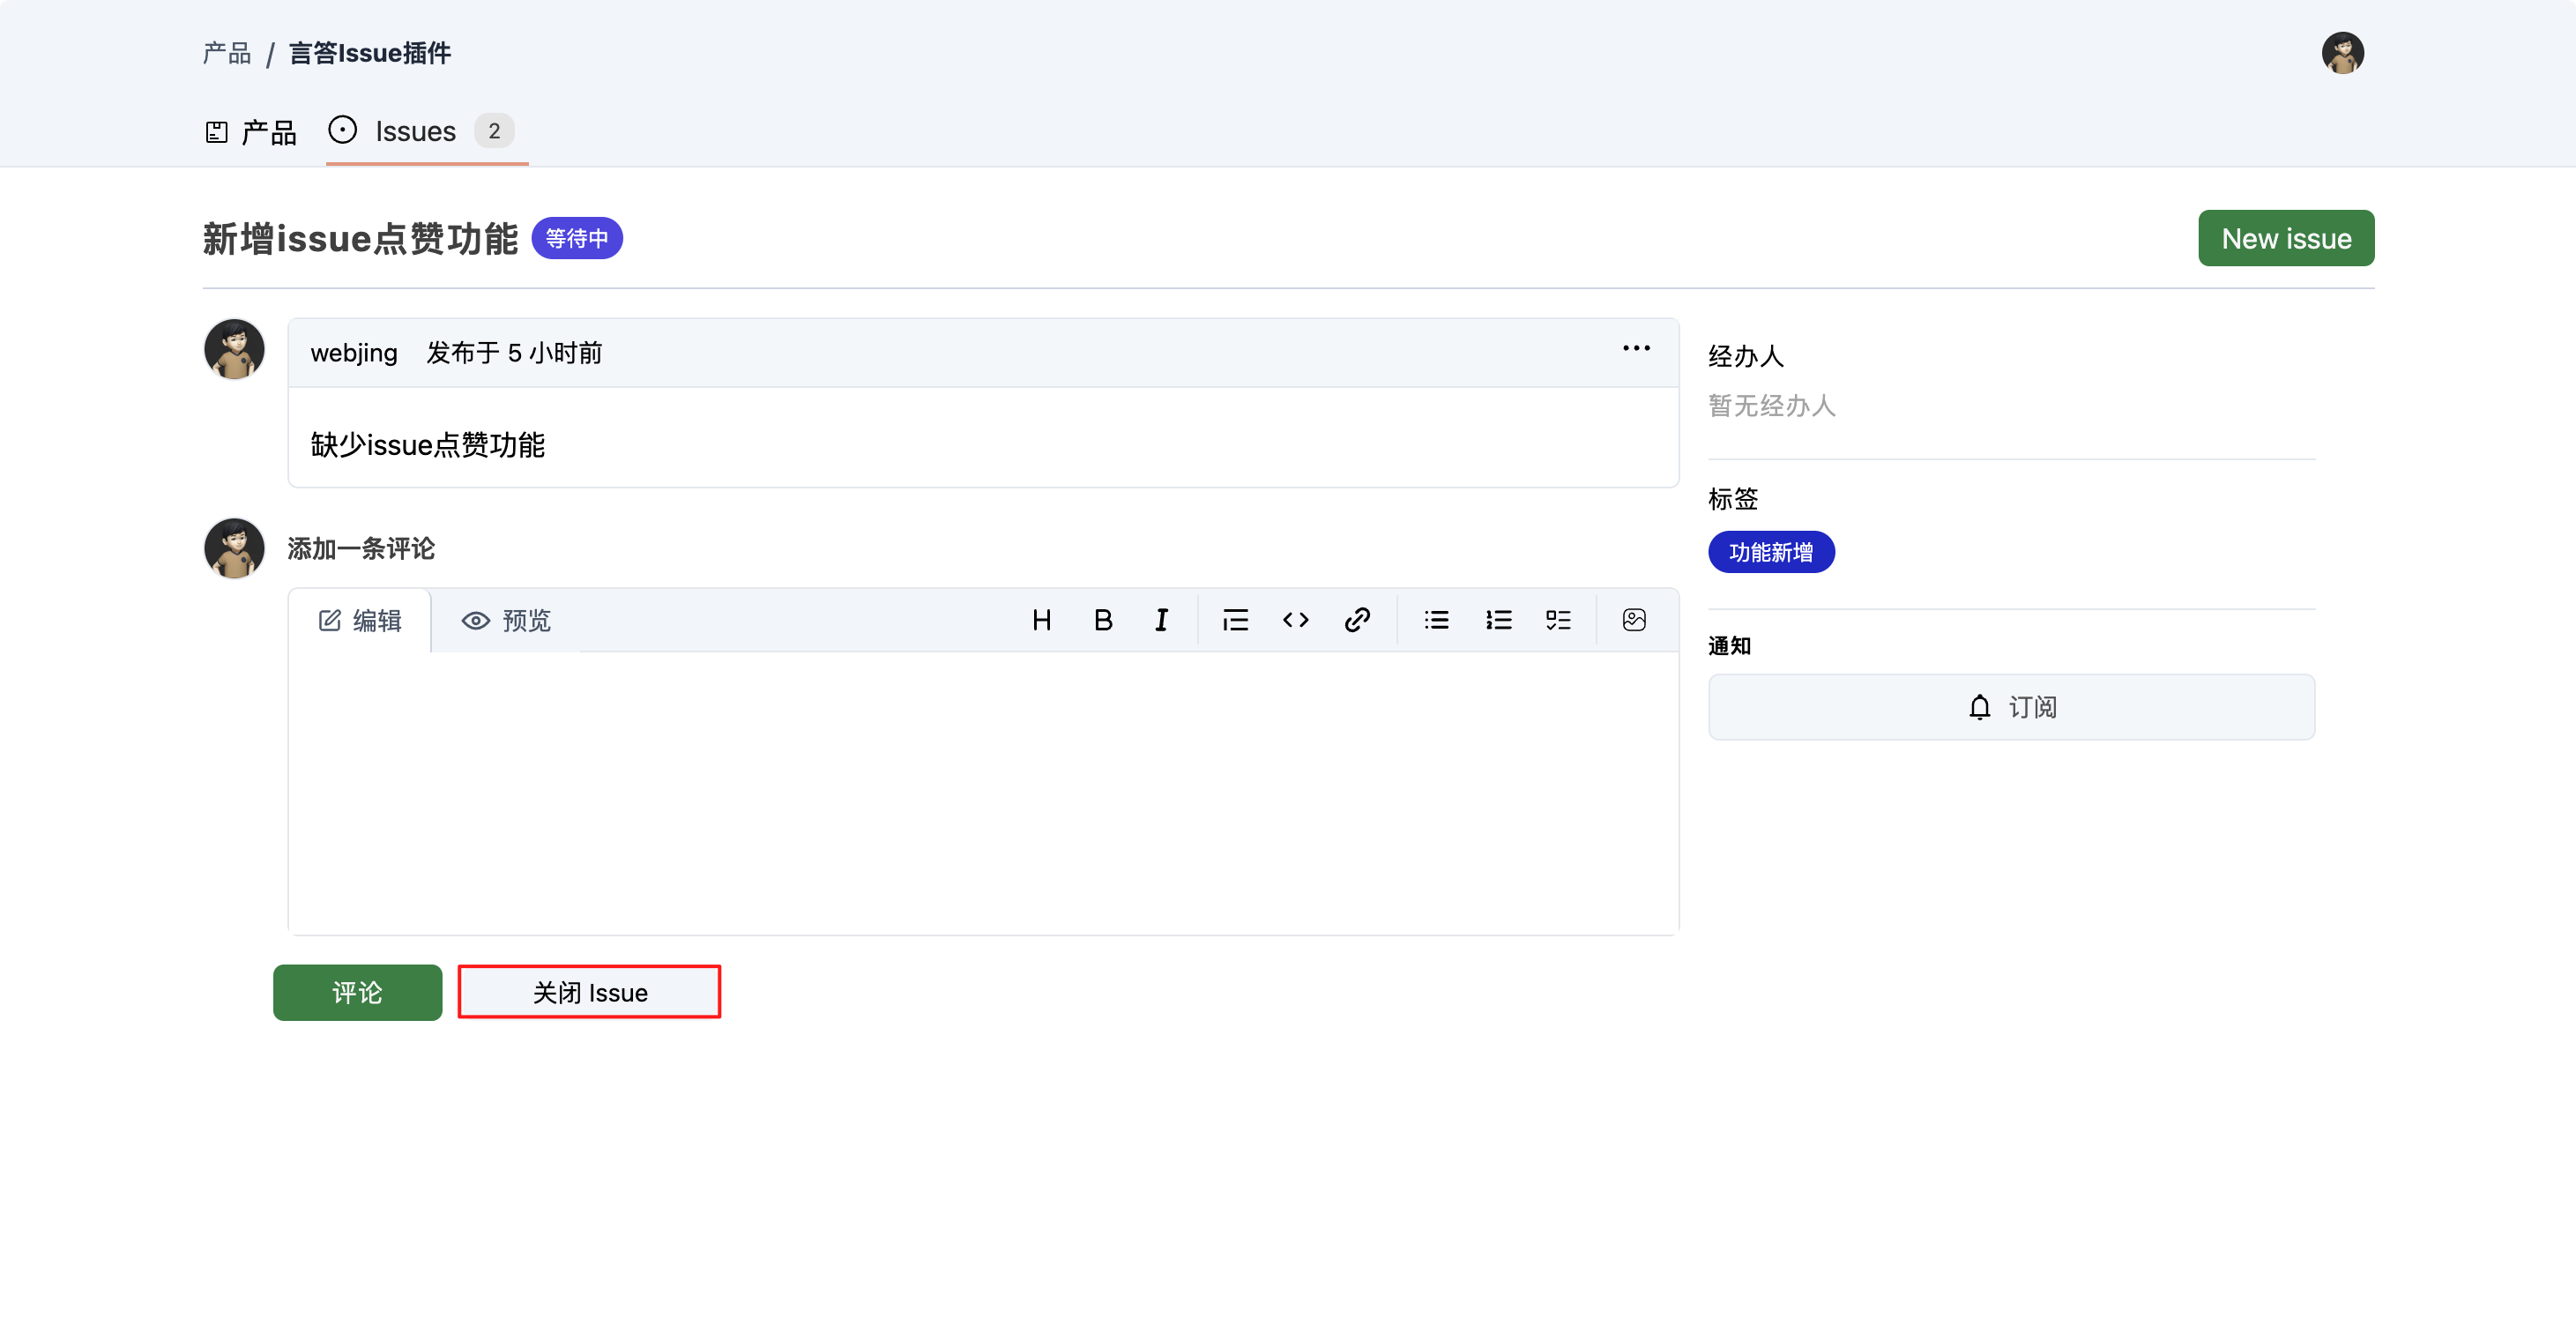 产品 / 言答Issue插件
产品 Issues 2
新增issue点赞功能 等待中
New issue
webjing 发布于 5 小时前
缺少issue点赞功能
添加一条评论
编辑 预览
评论 关闭 Issue
经办人
暂无经办人
标签
功能新增
通知
订阅